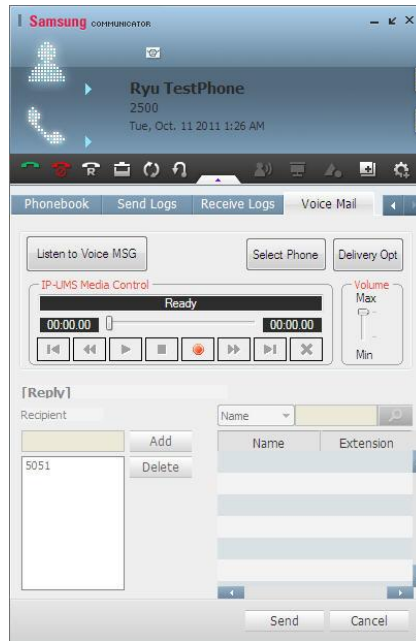 Samsung COMMUNICATOR
Ryu TestPhone
2500
Tue, Oct. 11 2011 1:26 AM
R
Phonebook Send Logs Receive Logs Voice Mail
Listen to Voice MSG Select Phone Delivery Opt
IP-UMS Media Control Volume
Ready Max
00:00.00 00:00.00
Min
[Reply]
Recipient Name
Add Name Extension
5051 Delete
Send Cancel